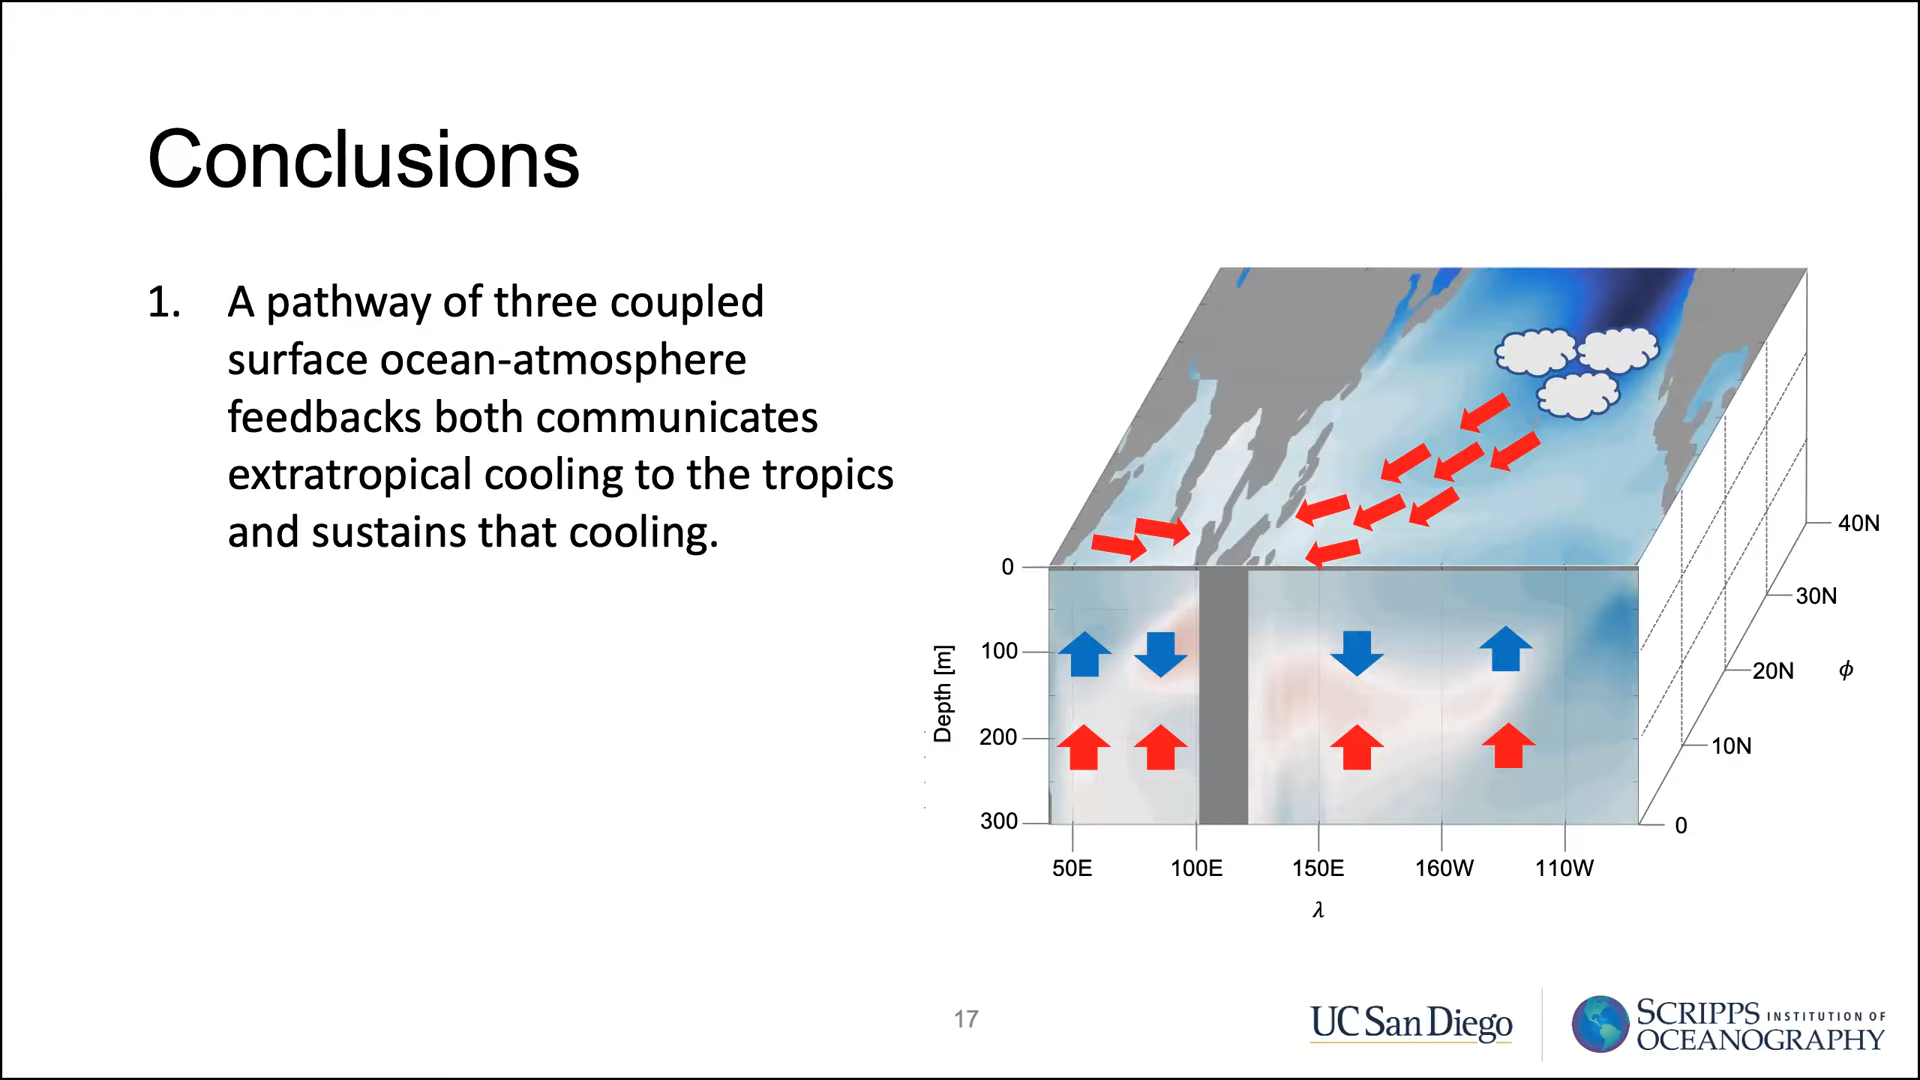 Conclusions
1. A pathway of three coupled
surface ocean-atmosphere
feedbacks both communicates
extratropical cooling to the tropics
and sustains that cooling.
0
100
200
300
Depth [m]
50E
100E
150E
160W
110W
λ
40N
30N
20N
10N
0
ϕ
17
UC San Diego
SCRIPPS INSTITUTION OF
OCEANOGRAPHY